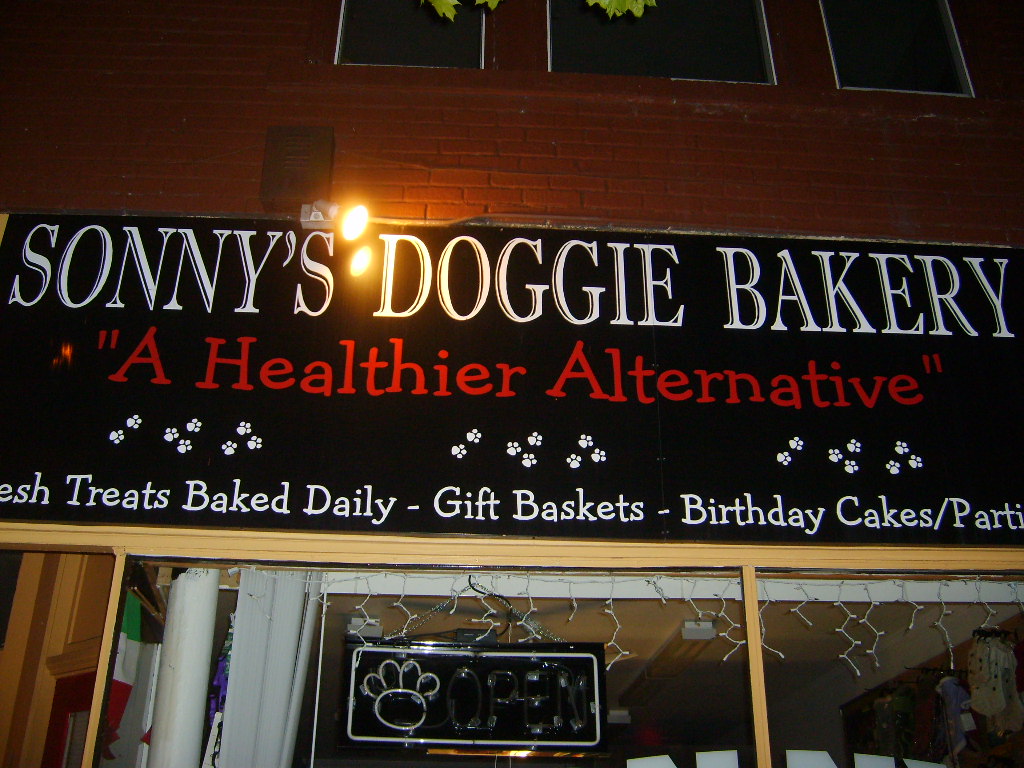 SONNY'S DOGGIE BAKERY
"A Healthier Alternative"
esh Treats Baked Daily - Gift Baskets - Birthday Cakes/Parti
OPEN